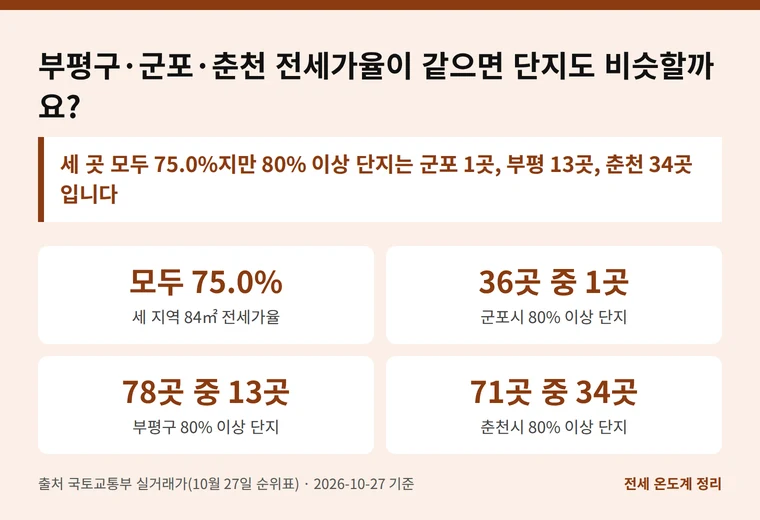 부평구·군포·춘천 전세가율이 같으면 단지도 비슷할까
요?
세 곳 모두 75.0%지만 80% 이상 단지는 군포 1곳, 부평 13곳, 춘천 34곳
입니다
모두 75.0%
세 지역 84㎡ 전세가율
36곳 중 1곳
군포시 80% 이상 단지
78곳 중 13곳
부평구 80% 이상 단지
71곳 중 34곳
춘천시 80% 이상 단지
출처 국토교통부 실거래가(10월 27일 순위표) · 2026-10-27 기준
전세 온도계 정리